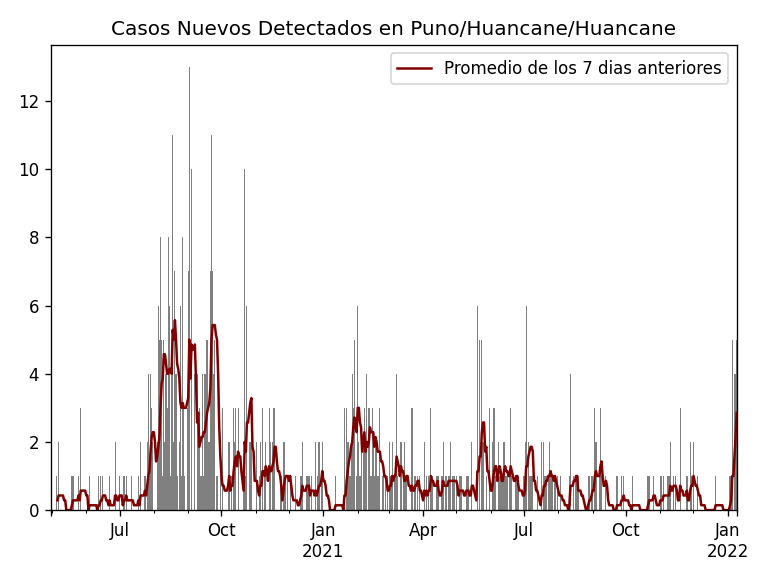 Casos Nuevos Detectados en Puno/Huancane/Huancane
Promedio de los 7 dias anteriores
12
10
8
6
4
2
0
Jul
Oct
Jan
2021
Apr
Jul
Oct
Jan
2022